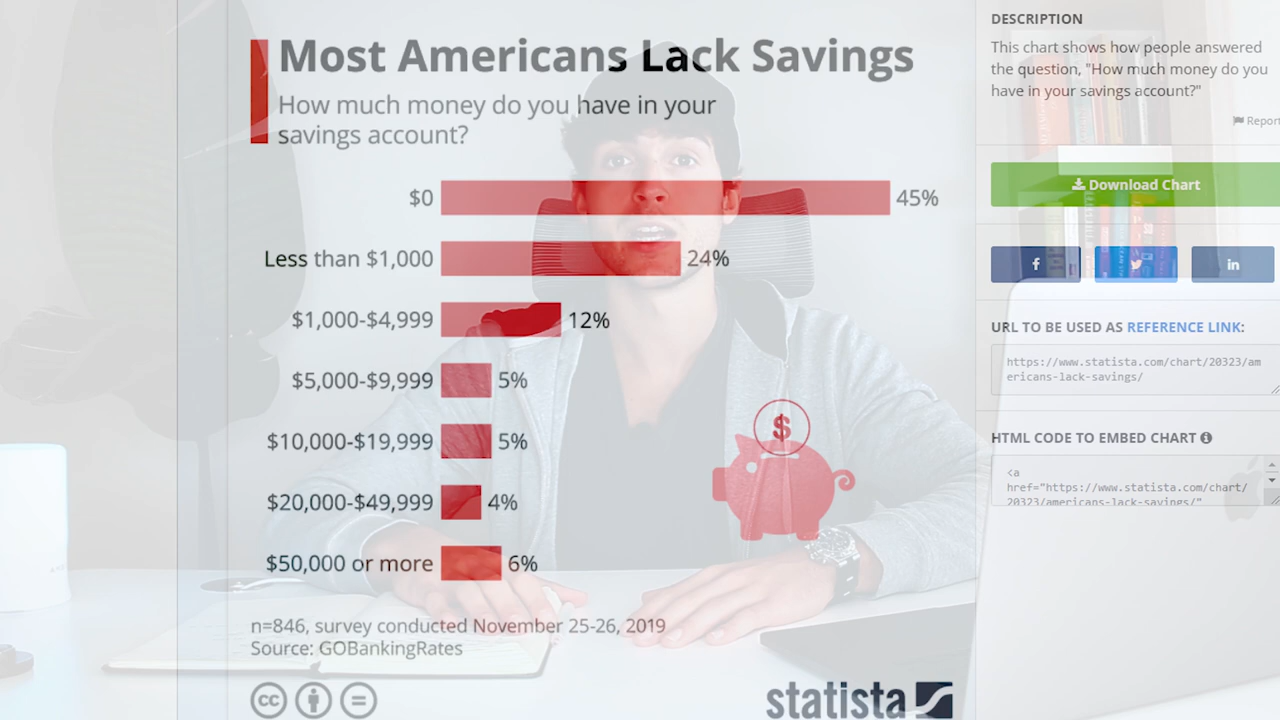 Most Americans Lack Savings
How much money do you have in your
savings account?
$0
45%
Less than $1,000
24%
$1,000-$4,999
12%
$5,000-$9,999
5%
$10,000-$19,999
5%
$20,000-$49,999
4%
$50,000 or more
6%
$
n=846, survey conducted November 25-26, 2019
Source: GOBankingRates
cc
statista
DESCRIPTION
This chart shows how people answered
the question, "How much money do you
have in your savings account?"
Report
Download Chart
f
in
URL TO BE USED AS REFERENCE LINK:
https://www.statista.com/chart/20323/am
ericans-lack-savings/
HTML CODE TO EMBED CHART
<a
href="https://www.statista.com/chart/
20323/americans-lack-savings/"